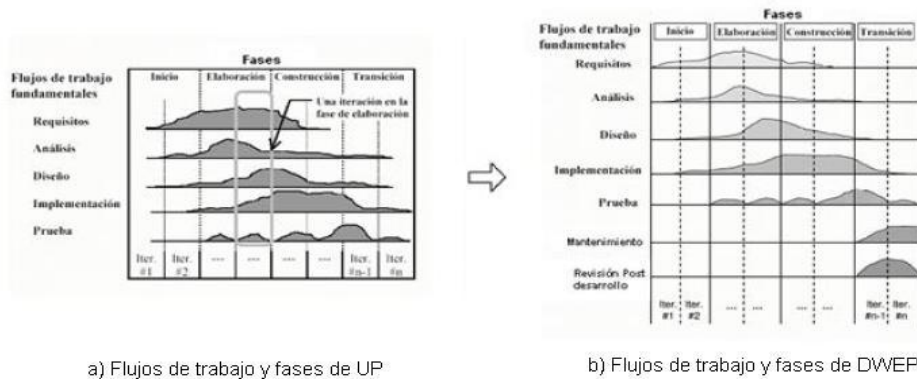 Fases
Flujos de trabajo
fundamentales
Inicio
Elaboración
Construcción
Transición
Una iteración en la
fase de elaboración
Requisitos
Análisis
Diseño
Implementación
Prueba
Iter.
#1
Iter.
#2
....
....
....
....
Iter.
#n-1
Iter.
#n
a) Flujos de trabajo y fases de UP
Fases
Flujos de trabajo
fundamentales
Inicio
Elaboración
Construcción
Transición
Requisitos
Análisis
Diseño
Implementación
Prueba
Mantenimiento
Revisión Post
desarrollo
Iter.
#1
Iter.
#2
....
....
....
....
Iter.
#n-1
Iter.
#n
b) Flujos de trabajo y fases de DWEP